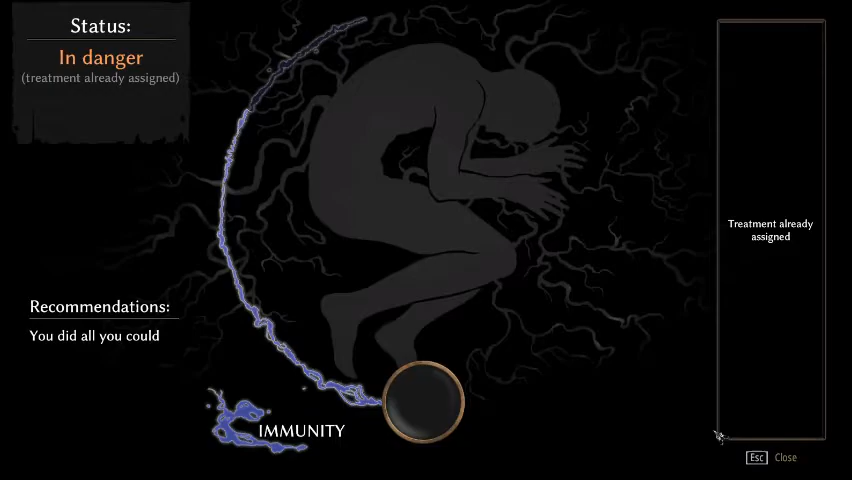 Status:
In danger
(treatment already assigned)
Treatment already
assigned
Recommendations:
You did all you could
IMMUNITY
Esc Close